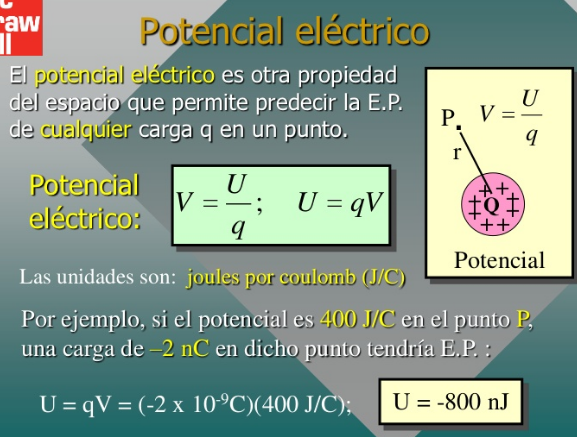 raw
Potencial eléctrico
El potencial eléctrico es otra propiedad
del espacio que permite predecir la E.P.
de cualquier carga q en un punto.
P. V = U/q
r
Q
Potencial
Potencial
eléctrico:
V = U/q; U = qV
Las unidades son: joules por coulomb (J/C)
Por ejemplo, si el potencial es 400 J/C en el punto P,
una carga de –2 nC en dicho punto tendría E.P. :
U = qV = (-2 x 10⁻⁹C)(400 J/C);
U = -800 nJ